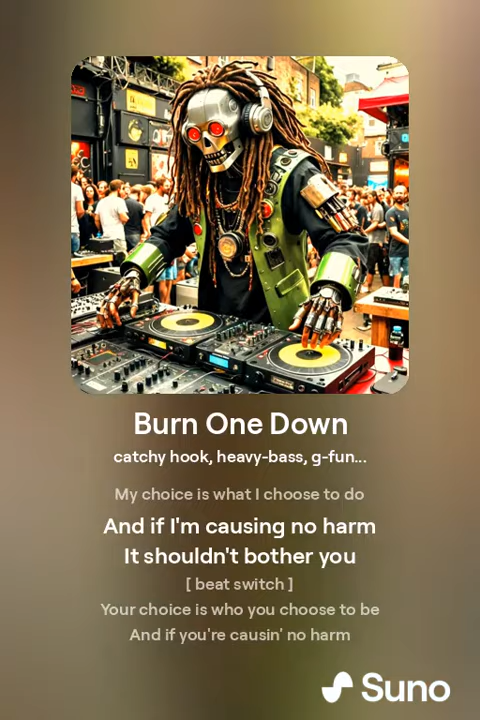 Burn One Down
catchy hook, heavy-bass, g-fun...
My choice is what I choose to do
And if I'm causing no harm
It shouldn't bother you
[ beat switch ]
Your choice is who you choose to be
And if you're causin' no harm
Suno